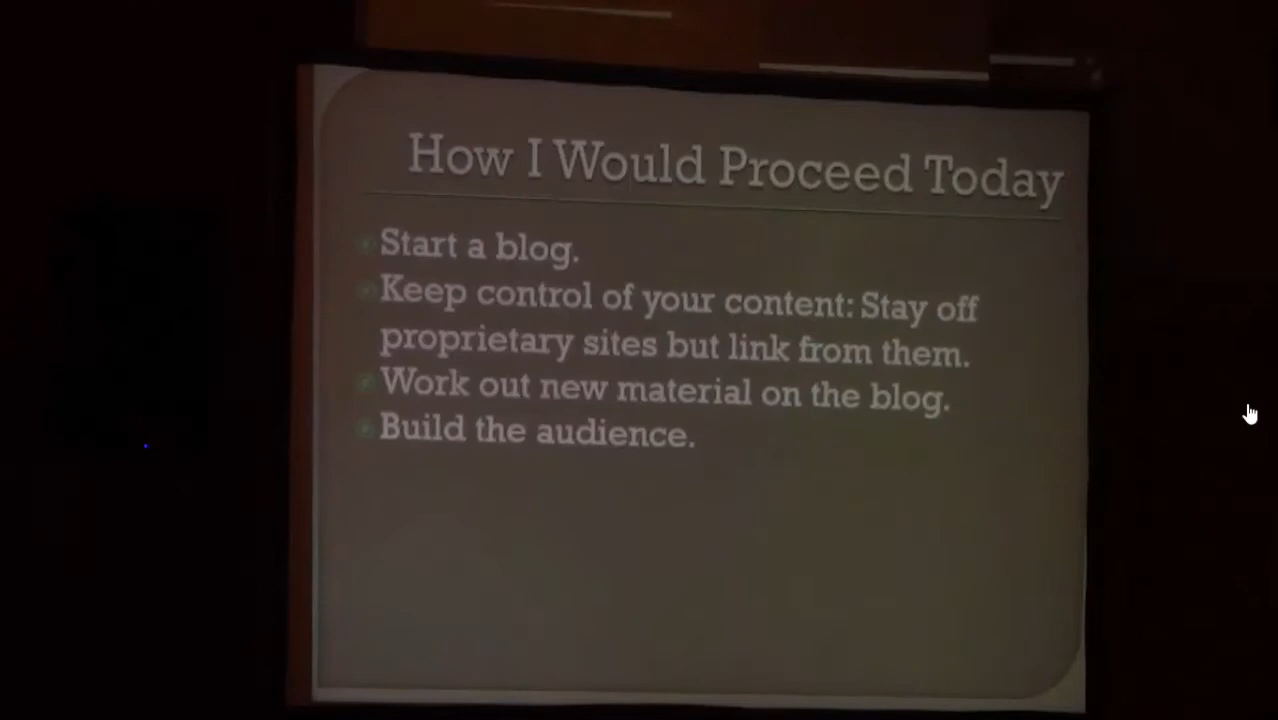 How I Would Proceed Today
Start a blog.
Keep control of your content: Stay off
proprietary sites but link from them.
Work out new material on the blog.
Build the audience.